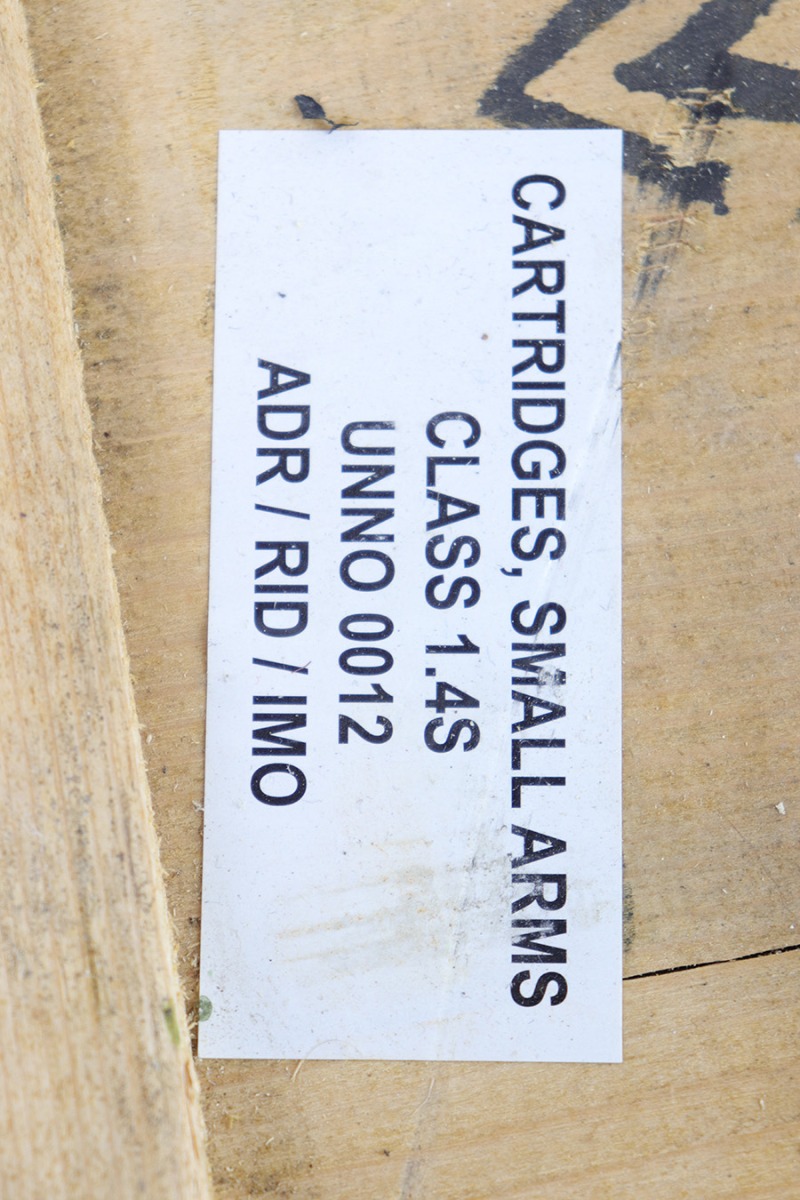 CARTRIDGES, SMALL ARMS
CLASS 1.4S
UNNO 0012
ADR / RID / IMO